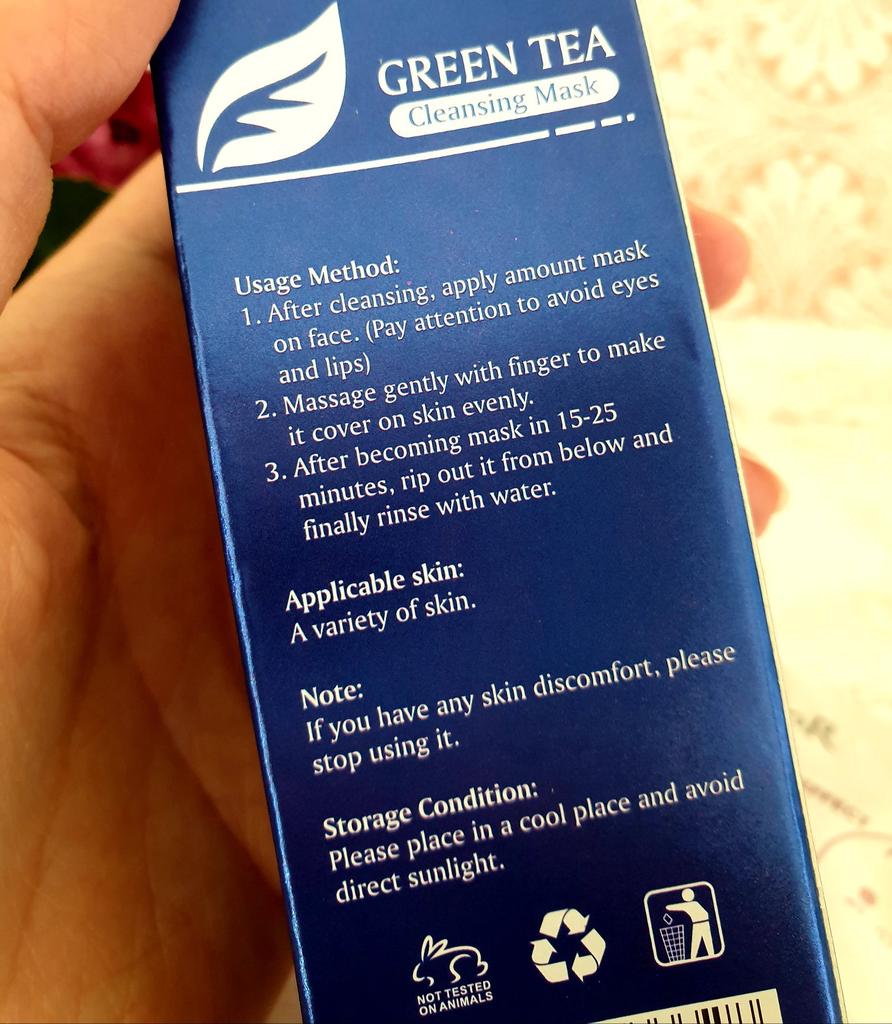 GREEN TEA
Cleansing Mask
Usage Method:
1. After cleansing, apply amount mask
on face. (Pay attention to avoid eyes
and lips)
2. Massage gently with finger to make
it cover on skin evenly.
3. After becoming mask in 15-25
minutes, rip out it from below and
finally rinse with water.
Applicable skin:
A variety of skin.
Note:
If you have any skin discomfort, please
stop using it.
Storage Condition:
Please place in a cool place and avoid
direct sunlight.
NOT TESTED
ON ANIMALS